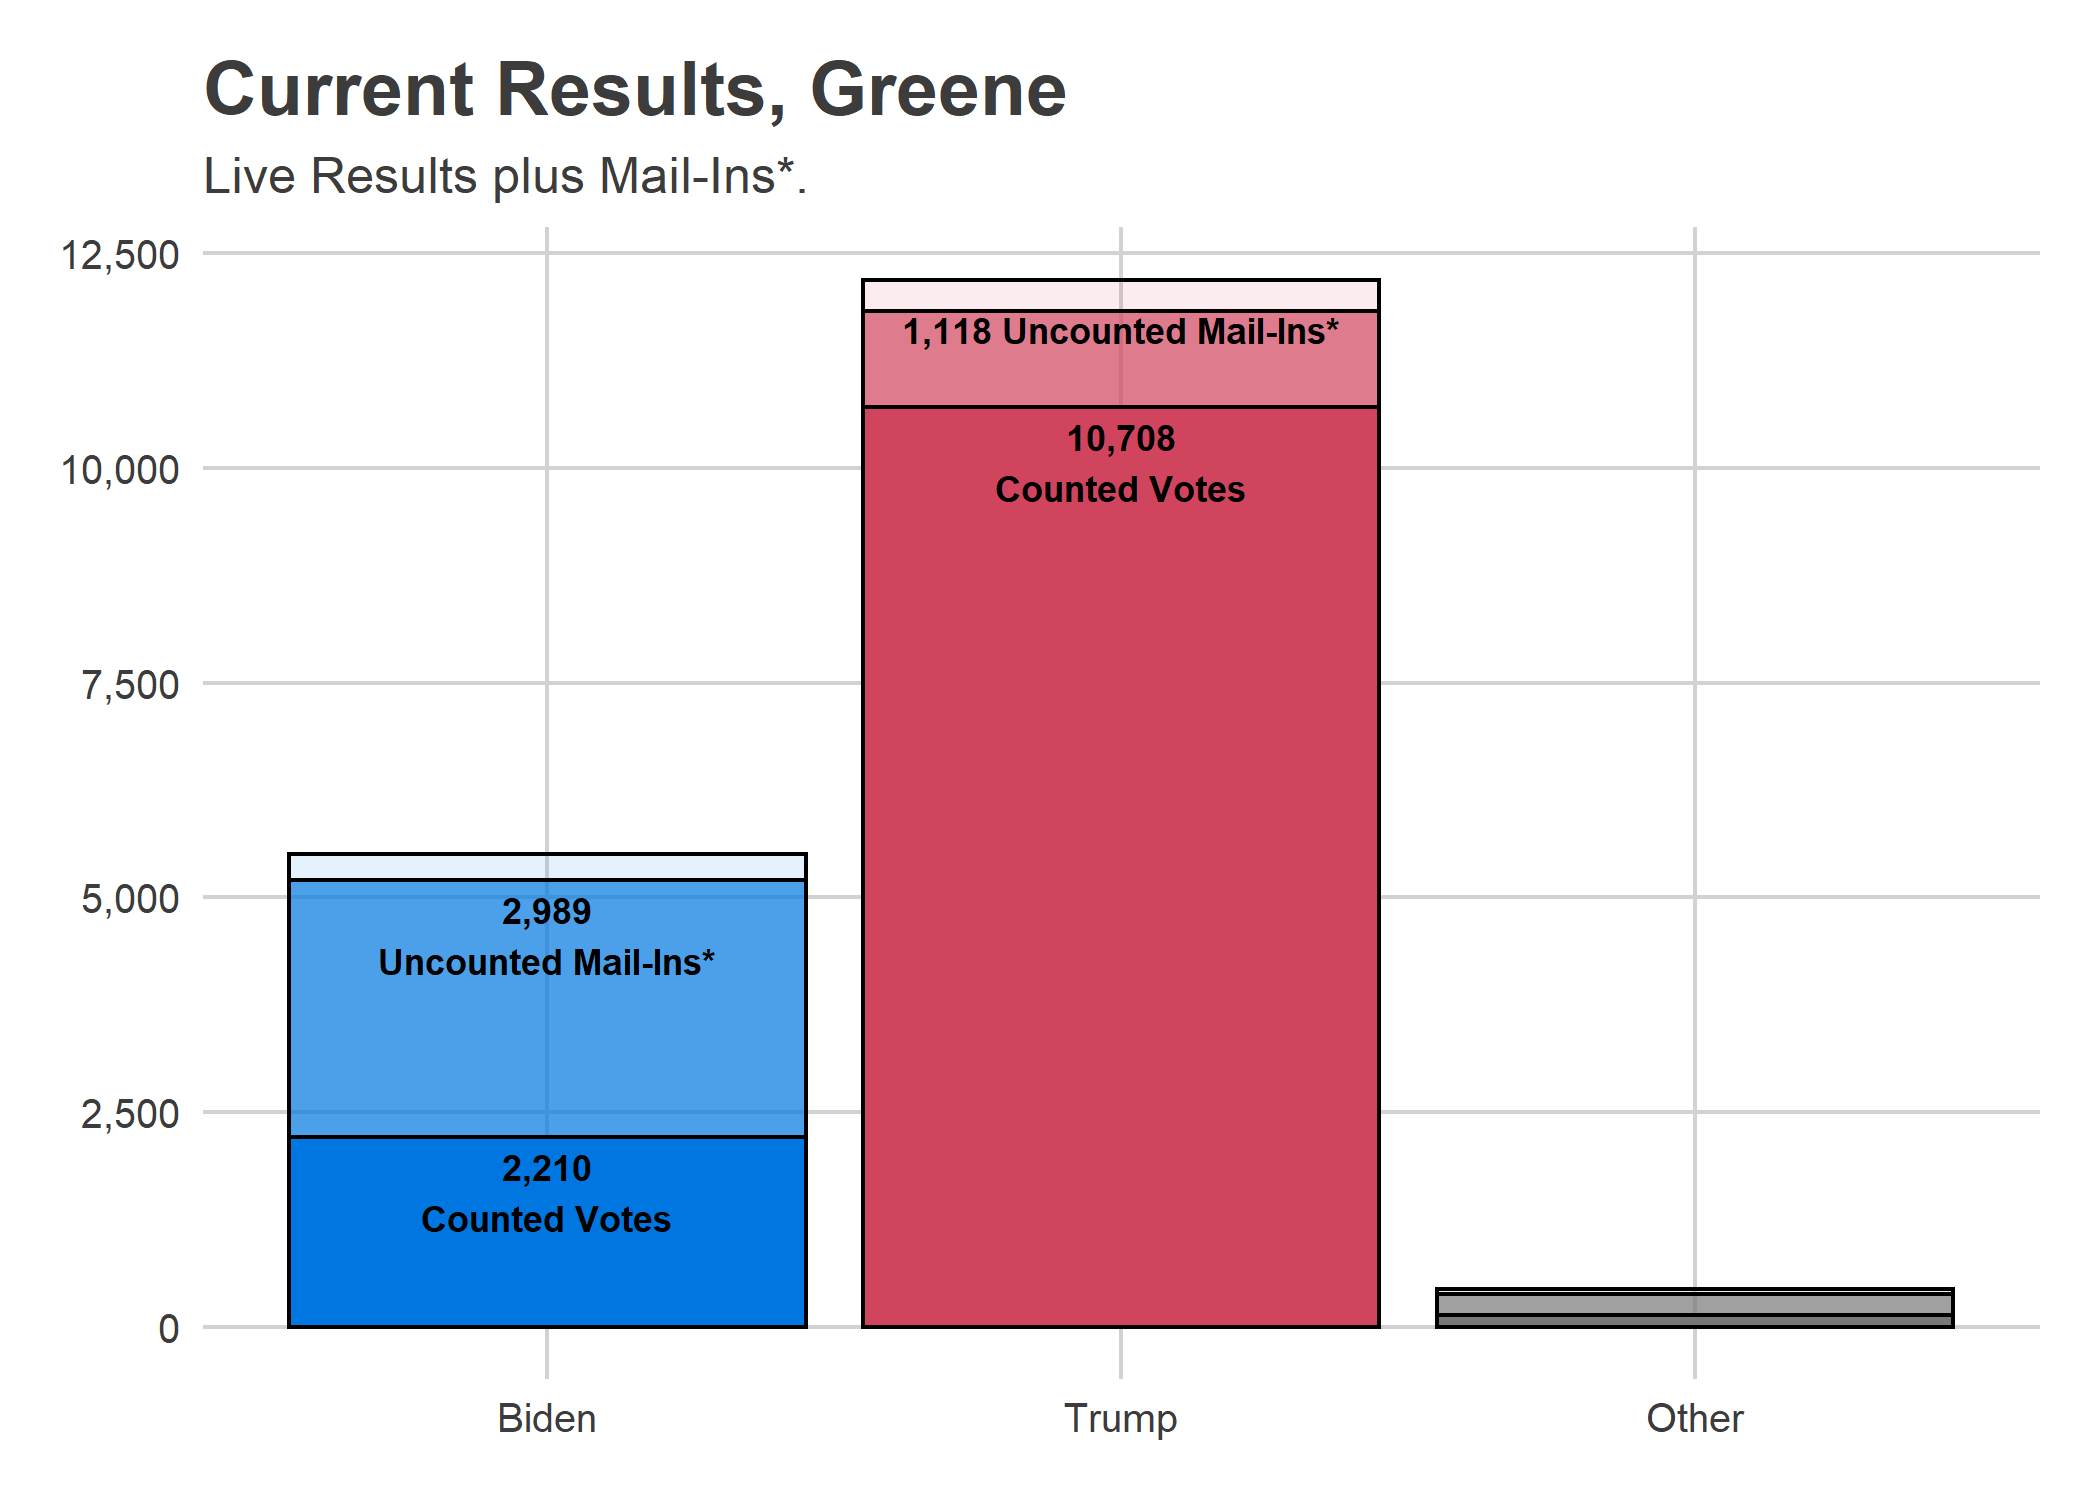 Current Results, Greene
Live Results plus Mail-Ins*.
12,500
10,000
7,500
5,000
2,500
0
1,118 Uncounted Mail-Ins*
10,708
Counted Votes
2,989
Uncounted Mail-Ins*
2,210
Counted Votes
Biden
Trump
Other